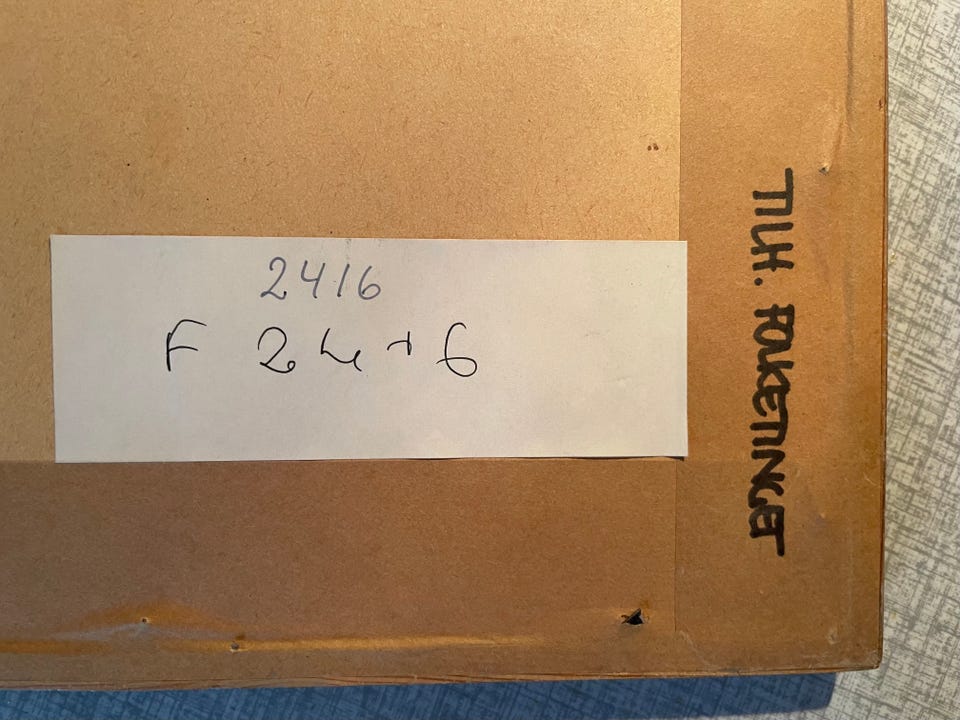 2416
F 24+6
TILH. FOLKETINGET